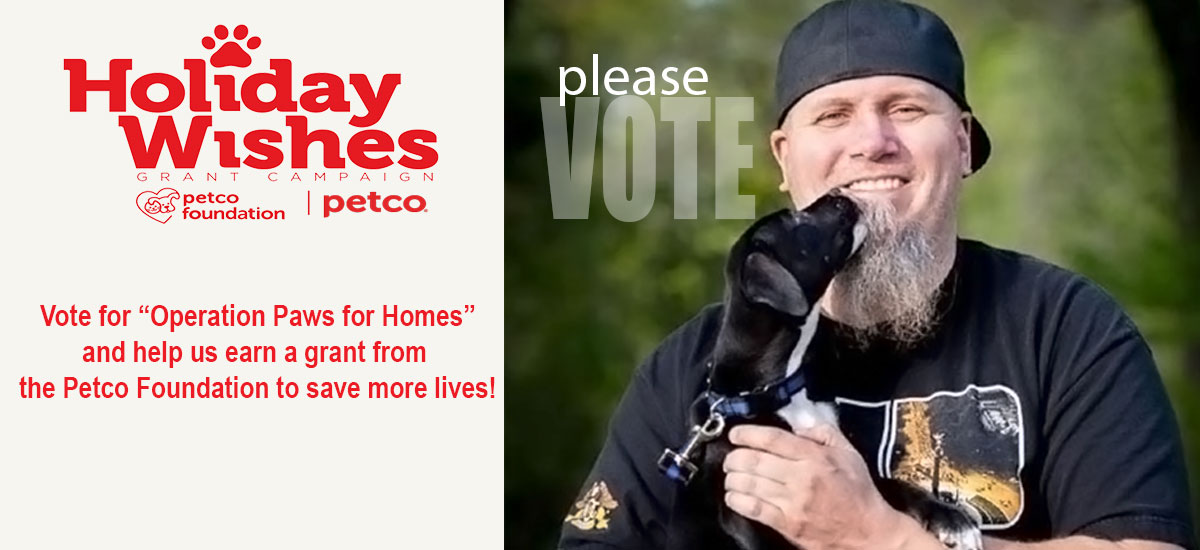 Holiday
Wishes
GRANT CAMPAIGN
petco
foundation
petco
Vote for “Operation Paws for Homes”
and help us earn a grant from
the Petco Foundation to save more lives!
please
VOTE